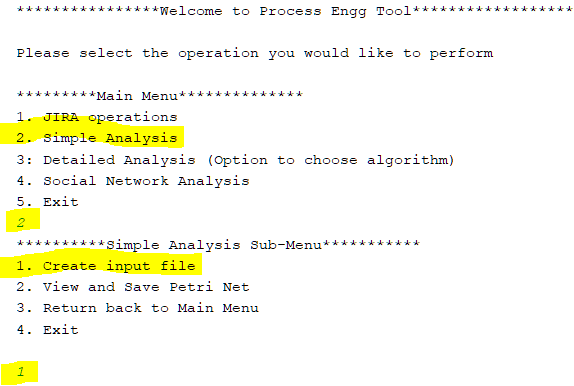 ****************Welcome to Process Engg Tool******************
Please select the operation you would like to perform
*********Main Menu**************
1. JIRA operations
2. Simple Analysis
3: Detailed Analysis (Option to choose algorithm)
4. Social Network Analysis
5. Exit
2
**********Simple Analysis Sub-Menu***********
1. Create input file
2. View and Save Petri Net
3. Return back to Main Menu
4. Exit
1